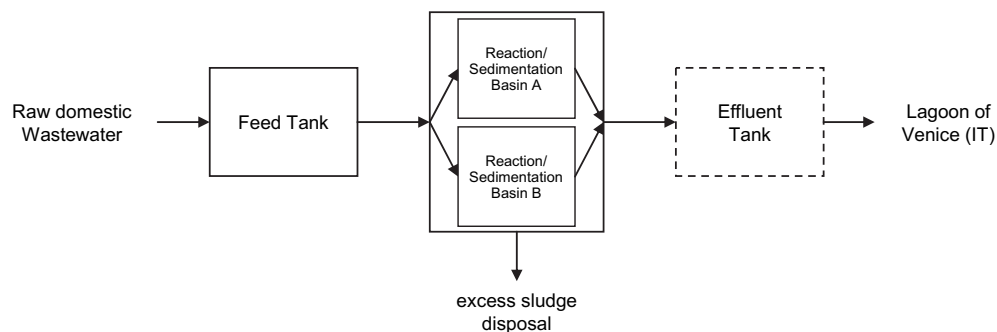 Raw domestic
Wastewater
Feed Tank
Reaction/
Sedimentation
Basin A
Reaction/
Sedimentation
Basin B
Effluent
Tank
Lagoon of
Venice (IT)
excess sludge
disposal